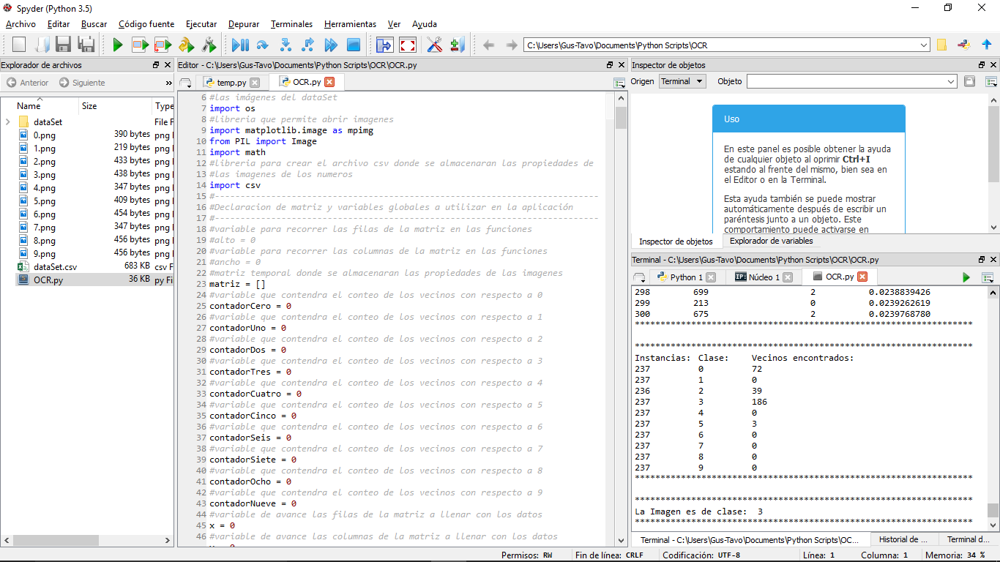 Spyder (Python 3.5)
Archivo Editar Buscar Código fuente Ejecutar Depurar Terminales Herramientas Ver Ayuda
C:\Users\Gus-Tavo\Documents\Python Scripts\OCR
Explorador de archivos
Anterior Siguiente »
Name Size Type
dataSet File F
0.png 390 bytes png
1.png 219 bytes png
2.png 433 bytes png
3.png 438 bytes png
4.png 347 bytes png
5.png 409 bytes png
6.png 454 bytes png
7.png 347 bytes png
8.png 456 bytes png
9.png 456 bytes png
dataSet.csv 683 KB csv F
OCR.py 36 KB py Fi
Editor - C:\Users\Gus-Tavo\Documents\Python Scripts\OCR\OCR.py
temp.py OCR.py
6 #las imágenes del dataSet
7 import os
8 #libreria que permite abrir imagenes
9 import matplotlib.image as mpimg
10 from PIL import Image
11 import math
12 #libreria para crear el archivo csv donde se almacenaran las propiedades de
13 #las imagenes de los numeros
14 import csv
15 #---------------------------------------------------------------------------
16 #Declaracion de matriz y variables globales a utilizar en la aplicación
17 #---------------------------------------------------------------------------
18 #variable para recorrer las filas de la matriz en las funciones
19 #alto = 0
20 #variable para recorrer las columnas de la matriz en las funciones
21 #ancho = 0
22 #matriz temporal donde se almacenaran las propiedades de las imagenes
23 matriz = []
24 #variable que contendra el conteo de los vecinos con respecto a 0
25 contadorCero = 0
26 #variable que contendra el conteo de los vecinos con respecto a 1
27 contadorUno = 0
28 #variable que contendra el conteo de los vecinos con respecto a 2
29 contadorDos = 0
30 #variable que contendra el conteo de los vecinos con respecto a 3
31 contadorTres = 0
32 #variable que contendra el conteo de los vecinos con respecto a 4
33 contadorCuatro = 0
34 #variable que contendra el conteo de los vecinos con respecto a 5
35 contadorCinco = 0
36 #variable que contendra el conteo de los vecinos con respecto a 6
37 contadorSeis = 0
38 #variable que contendra el conteo de los vecinos con respecto a 7
39 contadorSiete = 0
40 #variable que contendra el conteo de los vecinos con respecto a 8
41 contadorOcho = 0
42 #variable que contendra el conteo de los vecinos con respecto a 9
43 contadorNueve = 0
44 #variable de avance las filas de la matriz a llenar con los datos
45 x = 0
46 #variable de avance las columnas de la matriz a llenar con los datos
Inspector de objetos
Origen Terminal Objeto
Uso
En este panel es posible obtener la ayuda
de cualquier objeto al oprimir Ctrl+I
estando al frente del mismo, bien sea en
el Editor o en la Terminal.
Esta ayuda también se puede mostrar
automáticamente después de escribir un
paréntesis junto a un objeto. Este
comportamiento puede activarse en
Inspector de objetos Explorador de variables
Terminal - C:\Users\Gus-Tavo\Documents\Python Scripts\OCR\OCR.py
Python 1 IP: Núcleo 1 OCR.py
298 699 2 0.0238839426
299 213 0 0.0239262619
300 675 2 0.0239768780
******************************************************************
******************************************************************
Instancias: Clase: Vecinos encontrados:
237 0 72
237 1 0
236 2 39
237 3 186
237 4 0
237 5 3
237 6 0
237 7 0
237 8 0
237 9 0
******************************************************************
******************************************************************
La Imagen es de clase: 3
******************************************************************
Terminal - C:\Users\Gus-Tavo\Documents\Python Scripts\OC... Historial de ... Terminal d...
Permisos: RW Fin de línea: CRLF Codificación: UTF-8 Línea: 1 Columna: 1 Memoria: 34 %